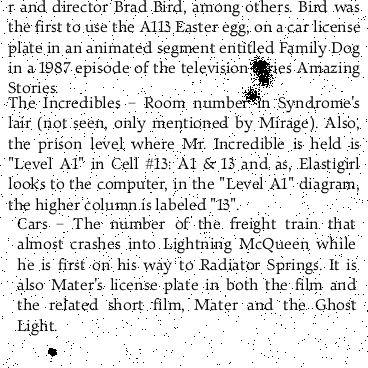 r and director Brad Bird, among others. Bird was
the first to use the A113 Easter egg, on a car license
plate in an animated segment entitled Family Dog
in a 1987 episode of the television Amazing
Stories.
The Incredibles – Room number in Syndrome's
lair (not seen, only mentioned by Mirage). Also,
the prison level where Mr. Incredible is held is
"Level A1" in Cell #13: A1 & 13 and as, Elastigirl
looks to the computer, in the "Level A1" diagram,
the higher column is labeled "13".
Cars – The number of the freight train that
almost crashes into Lightning McQueen while
he is first on his way to Radiator Springs. It is
also Mater's license plate in both the film and
the related short film, Mater and the Ghost
Light.